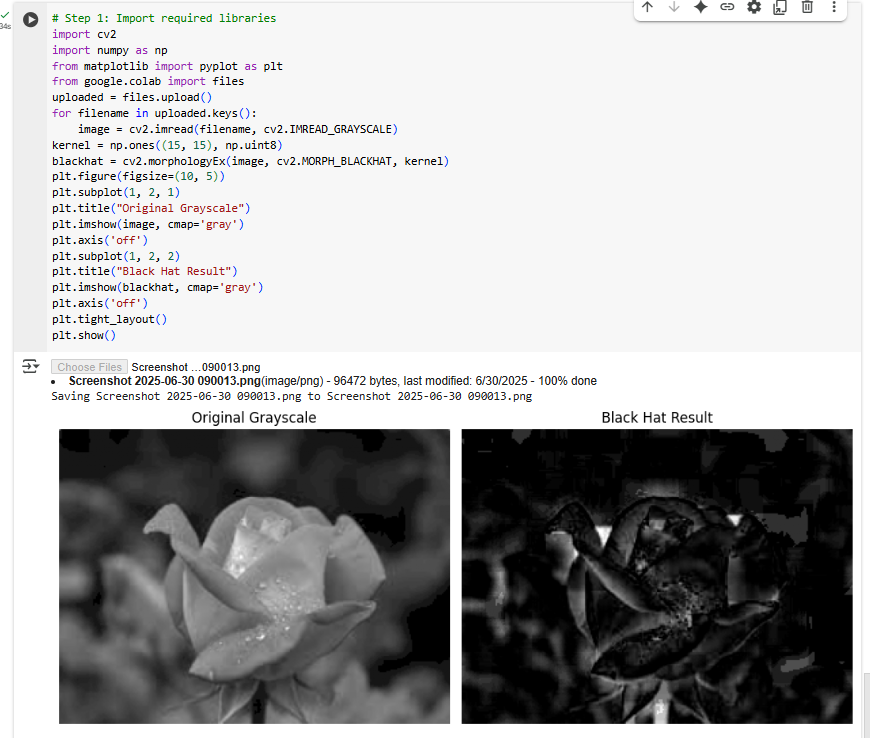 34s
# Step 1: Import required libraries
import cv2
import numpy as np
from matplotlib import pyplot as plt
from google.colab import files
uploaded = files.upload()
for filename in uploaded.keys():
    image = cv2.imread(filename, cv2.IMREAD_GRAYSCALE)
kernel = np.ones((15, 15), np.uint8)
blackhat = cv2.morphologyEx(image, cv2.MORPH_BLACKHAT, kernel)
plt.figure(figsize=(10, 5))
plt.subplot(1, 2, 1)
plt.title("Original Grayscale")
plt.imshow(image, cmap='gray')
plt.axis('off')
plt.subplot(1, 2, 2)
plt.title("Black Hat Result")
plt.imshow(blackhat, cmap='gray')
plt.axis('off')
plt.tight_layout()
plt.show()
Choose Files Screenshot ...090013.png
• Screenshot 2025-06-30 090013.png(image/png) - 96472 bytes, last modified: 6/30/2025 - 100% done
Saving Screenshot 2025-06-30 090013.png to Screenshot 2025-06-30 090013.png
Original Grayscale Black Hat Result